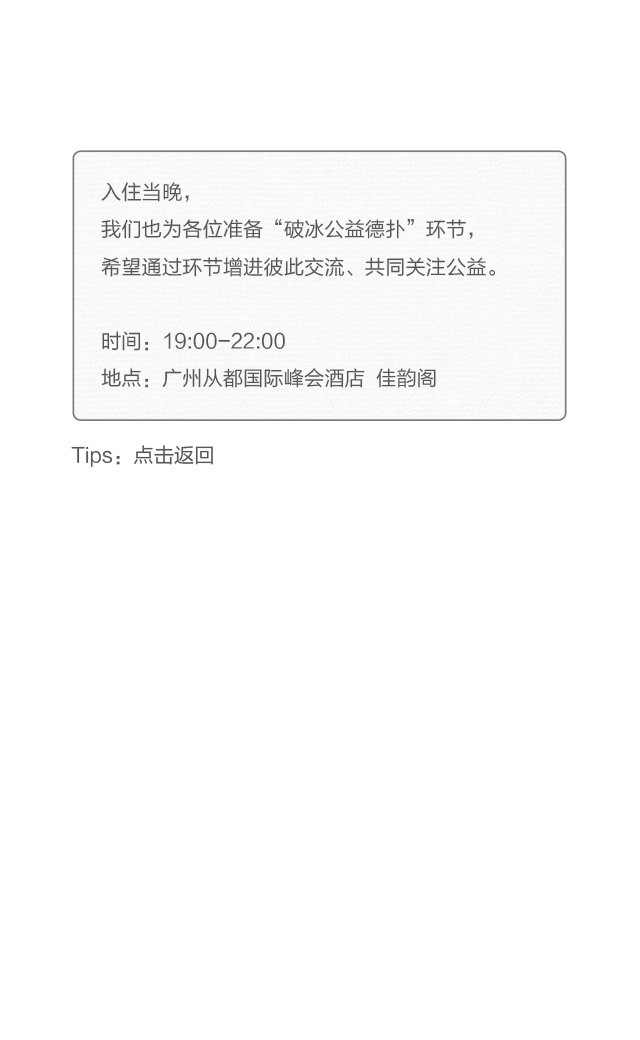 入住当晚，
我们也为各位准备“破冰公益德扑”环节，
希望通过环节增进彼此交流、共同关注公益。
时间：19:00-22:00
地点：广州从都国际峰会酒店 佳韵阁
Tips：点击返回